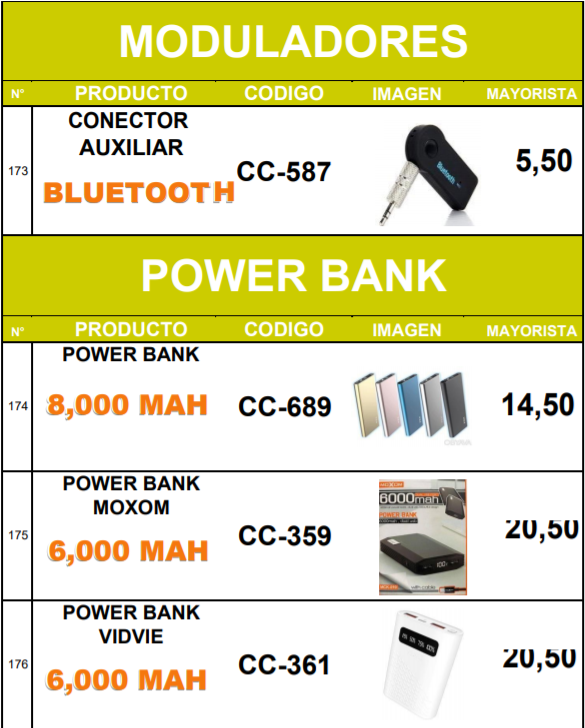 MODULADORES
N° PRODUCTO CODIGO IMAGEN MAYORISTA
CONECTOR
AUXILIAR
BLUETOOTH
173 CC-587 5,50
Bluetooth
POWER BANK
N° PRODUCTO CODIGO IMAGEN MAYORISTA
POWER BANK
174 8,000 MAH CC-689 14,50
POWER BANK
MOXOM
175 6,000 MAH CC-359 20,50
MOXOM
6000mah
POWER BANK
POWER BANK
VIDVIE
176 6,000 MAH CC-361 20,50